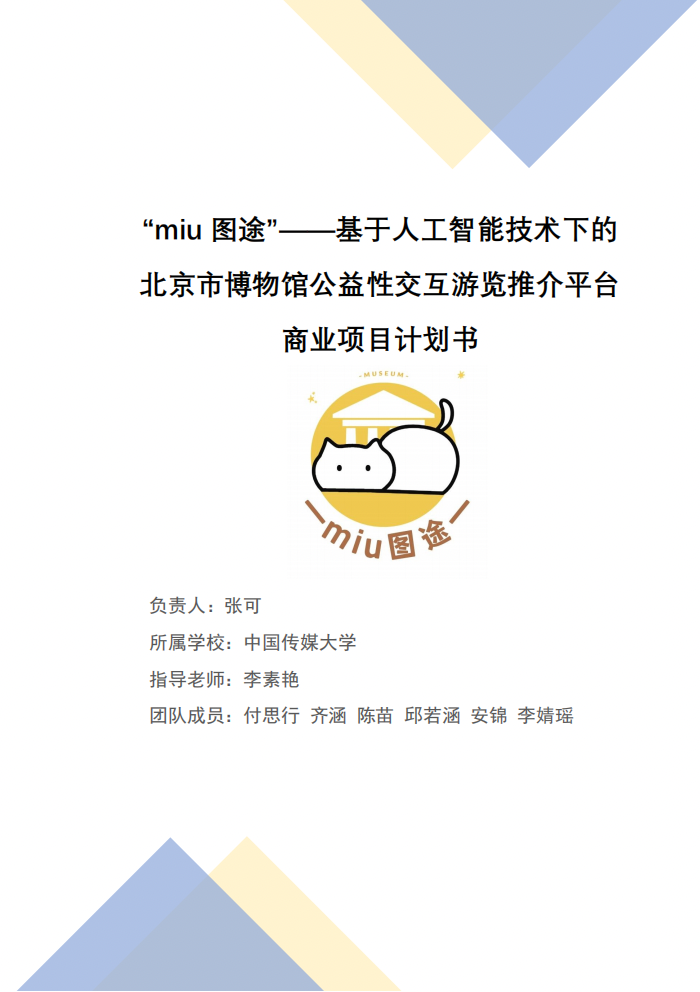 “miu 图途”——基于人工智能技术下的
北京市博物馆公益性交互游览推介平台
商业项目计划书
-MUSEUM-
miu图途
负责人：张可
所属学校：中国传媒大学
指导老师：李素艳
团队成员：付思行 齐涵 陈苗 邱若涵 安锦 李婧瑶